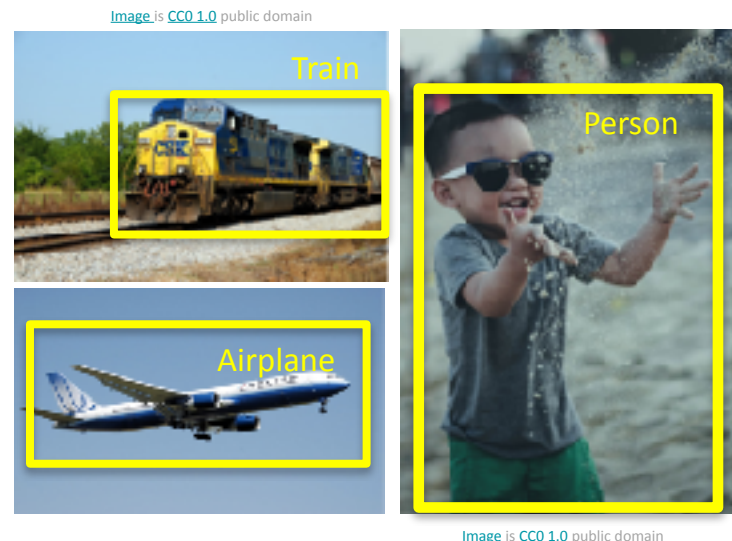 Image is CC0 1.0 public domain
Train
CSX
Person
Airplane
Image is CC0 1.0 public domain